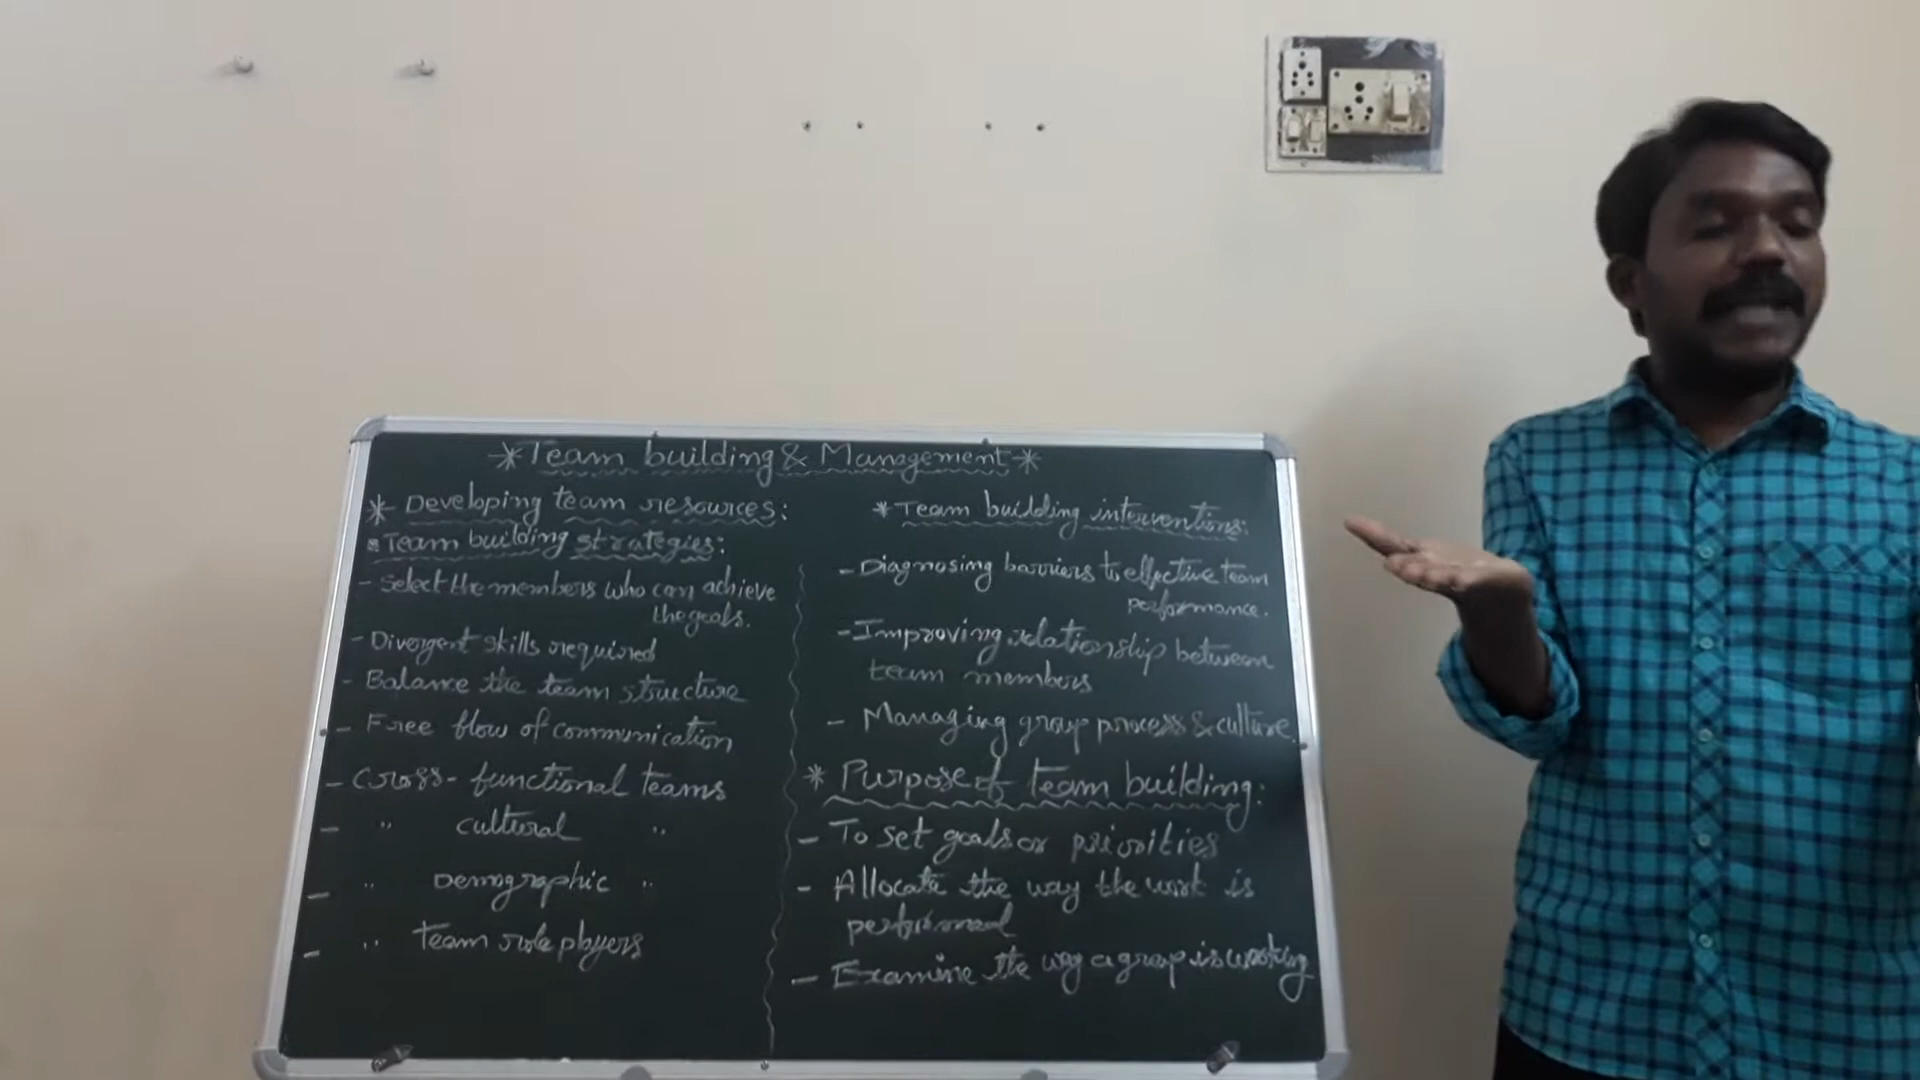 *Team building & Management*
* Developing team resources:
Team building strategies:
- Select the members who can achieve
the goals.
- Divergent skills required
- Balance the team structure
- Free flow of communication
- Cross-functional teams
- " cultural "
- " Demographic "
- " team role players
* Team building interventions:
- Diagnosing barriers to effective team
performance.
- Improving relationship between
team members
- Managing group process & culture.
* Purpose of team building:
- To set goals or priorities
- Allocate the way the work is
performed
- Examine the way a group is working